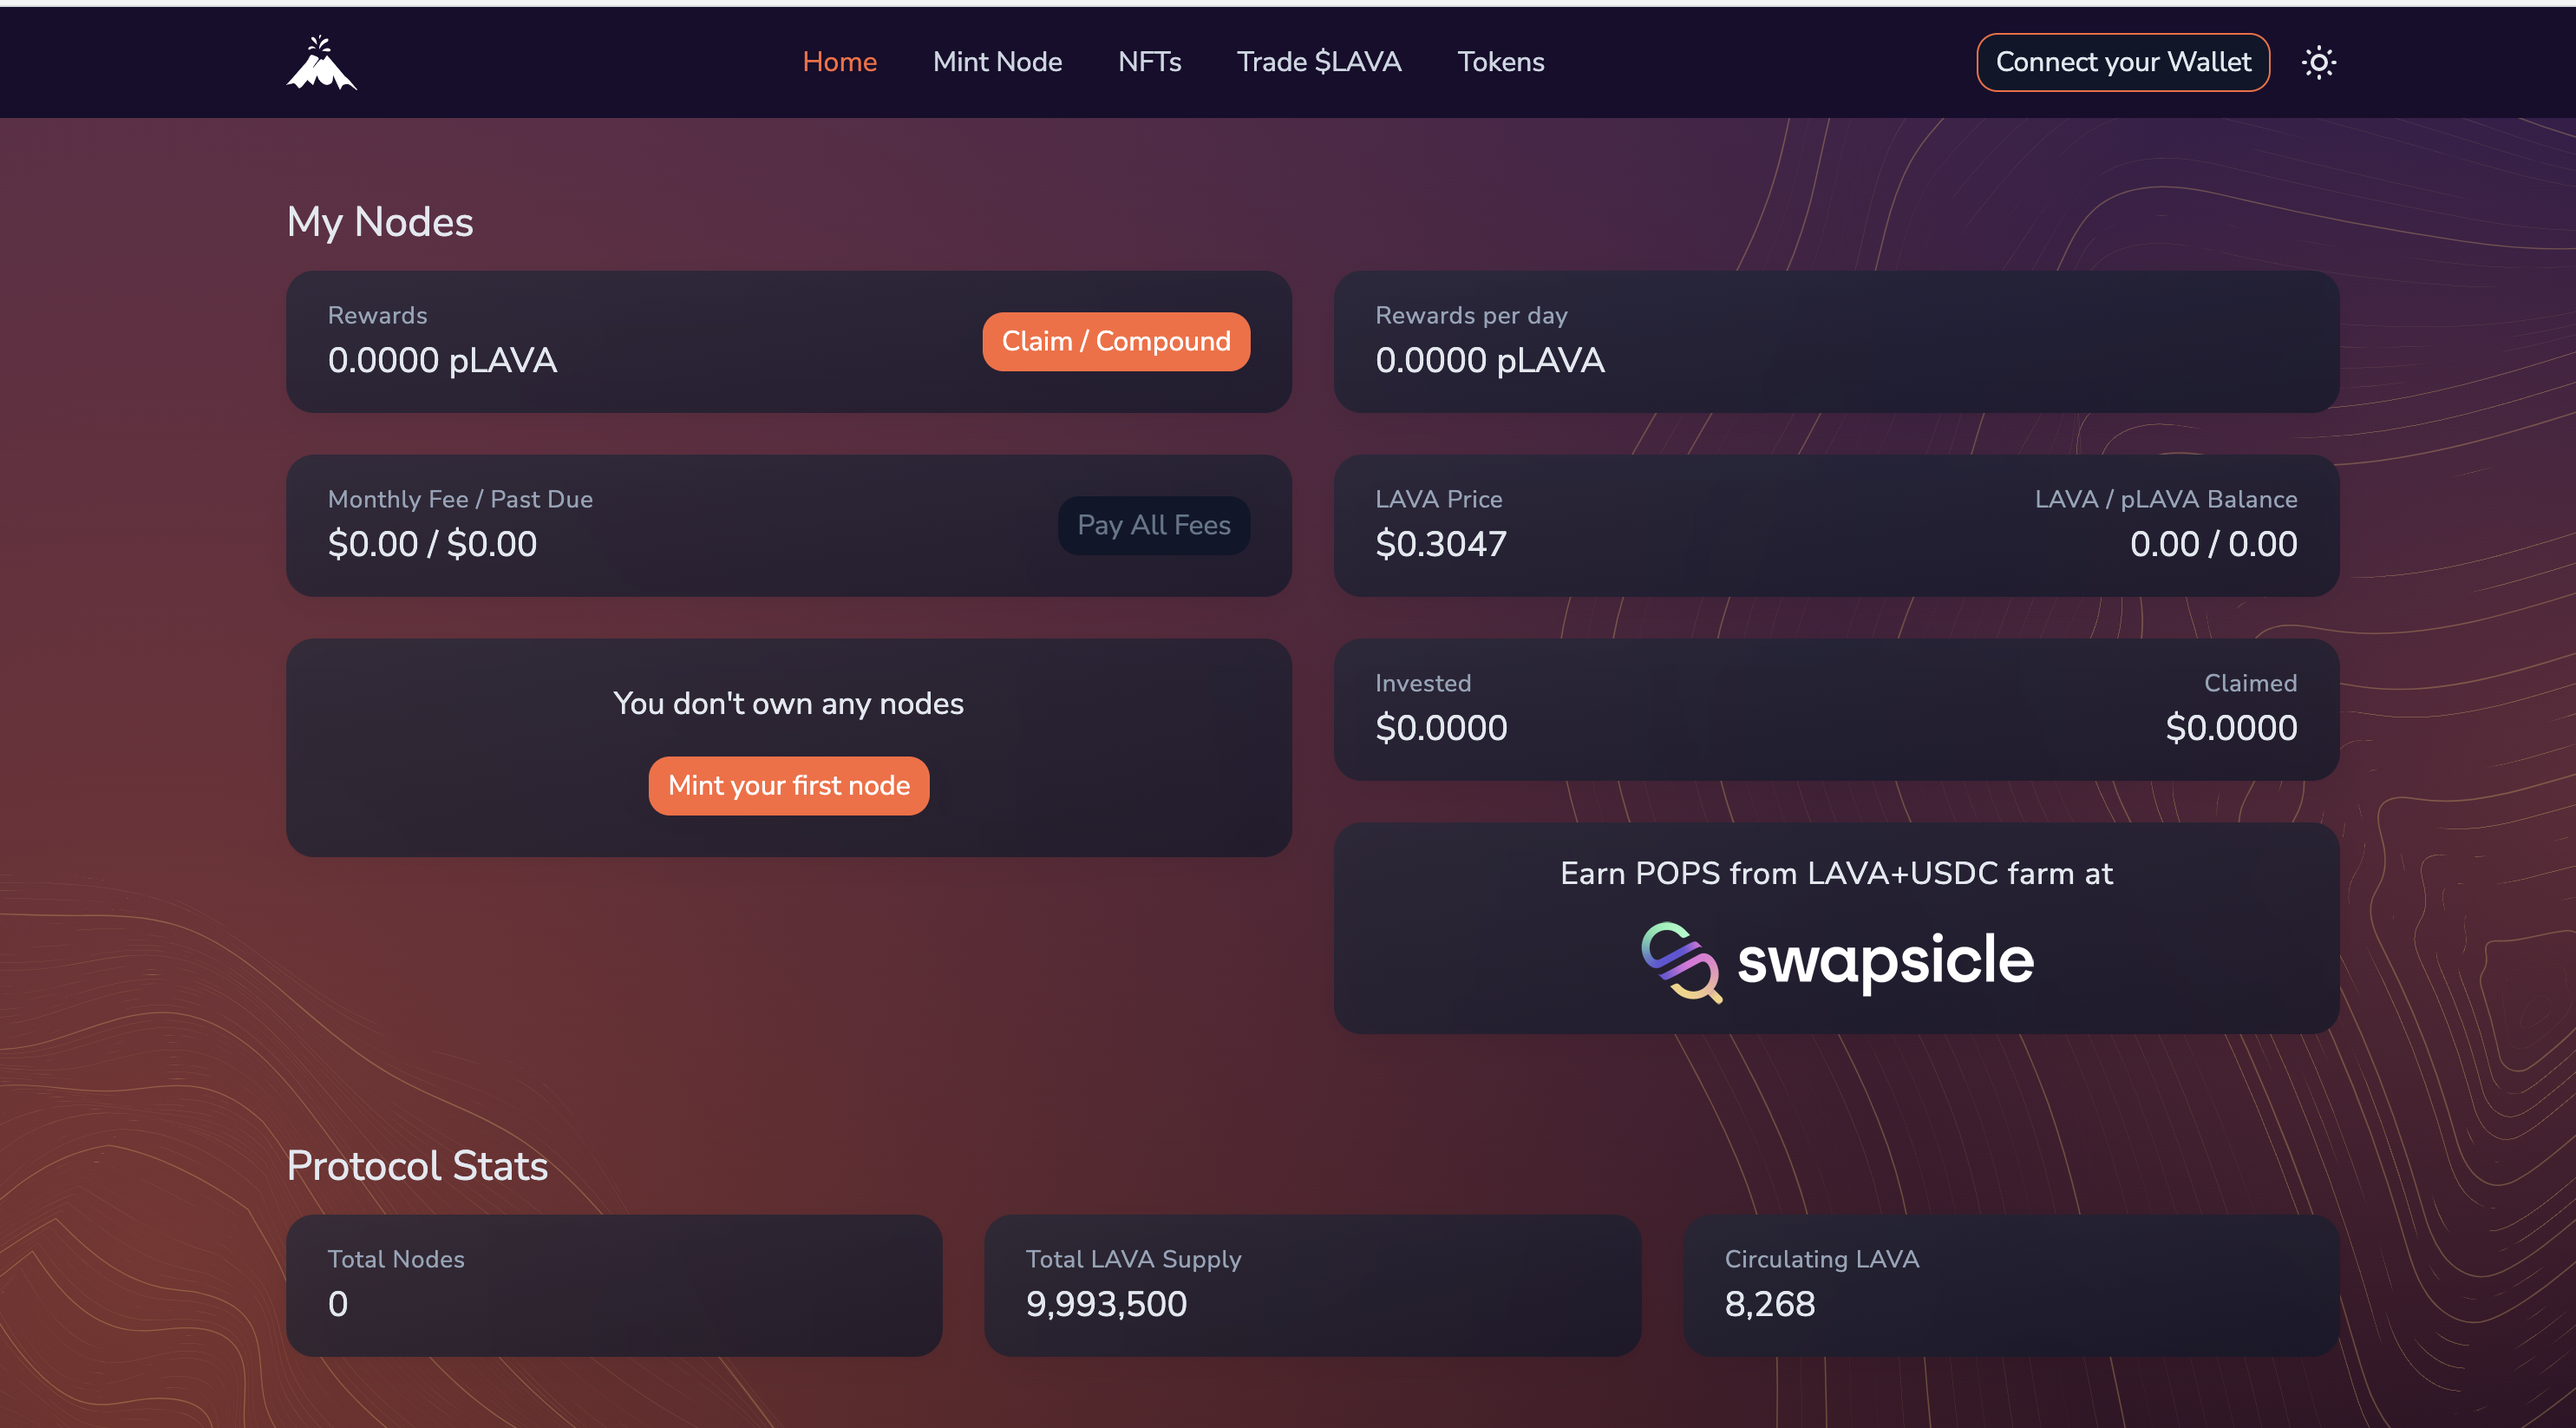 Home Mint Node NFTs Trade $LAVA Tokens Connect your Wallet
My Nodes
Rewards
0.0000 pLAVA
Claim / Compound
Rewards per day
0.0000 pLAVA
Monthly Fee / Past Due
$0.00 / $0.00
Pay All Fees
LAVA Price
$0.3047
LAVA / pLAVA Balance
0.00 / 0.00
You don't own any nodes
Mint your first node
Invested
$0.0000
Claimed
$0.0000
Earn POPS from LAVA+USDC farm at
swapsicle
Protocol Stats
Total Nodes
0
Total LAVA Supply
9,993,500
Circulating LAVA
8,268